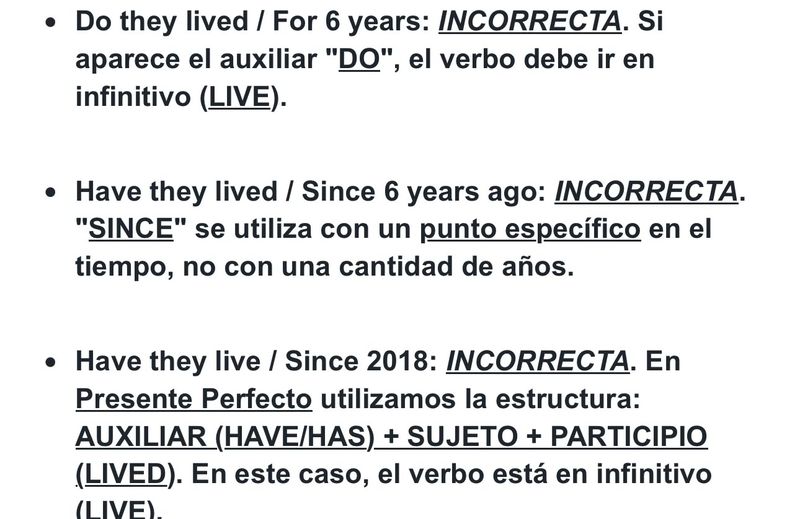 • Do they lived / For 6 years: INCORRECTA. Si
aparece el auxiliar "DO", el verbo debe ir en
infinitivo (LIVE).
• Have they lived / Since 6 years ago: INCORRECTA.
"SINCE" se utiliza con un punto específico en el
tiempo, no con una cantidad de años.
• Have they live / Since 2018: INCORRECTA. En
Presente Perfecto utilizamos la estructura:
AUXILIAR (HAVE/HAS) + SUJETO + PARTICIPIO
(LIVED). En este caso, el verbo está en infinitivo
(LIVE).